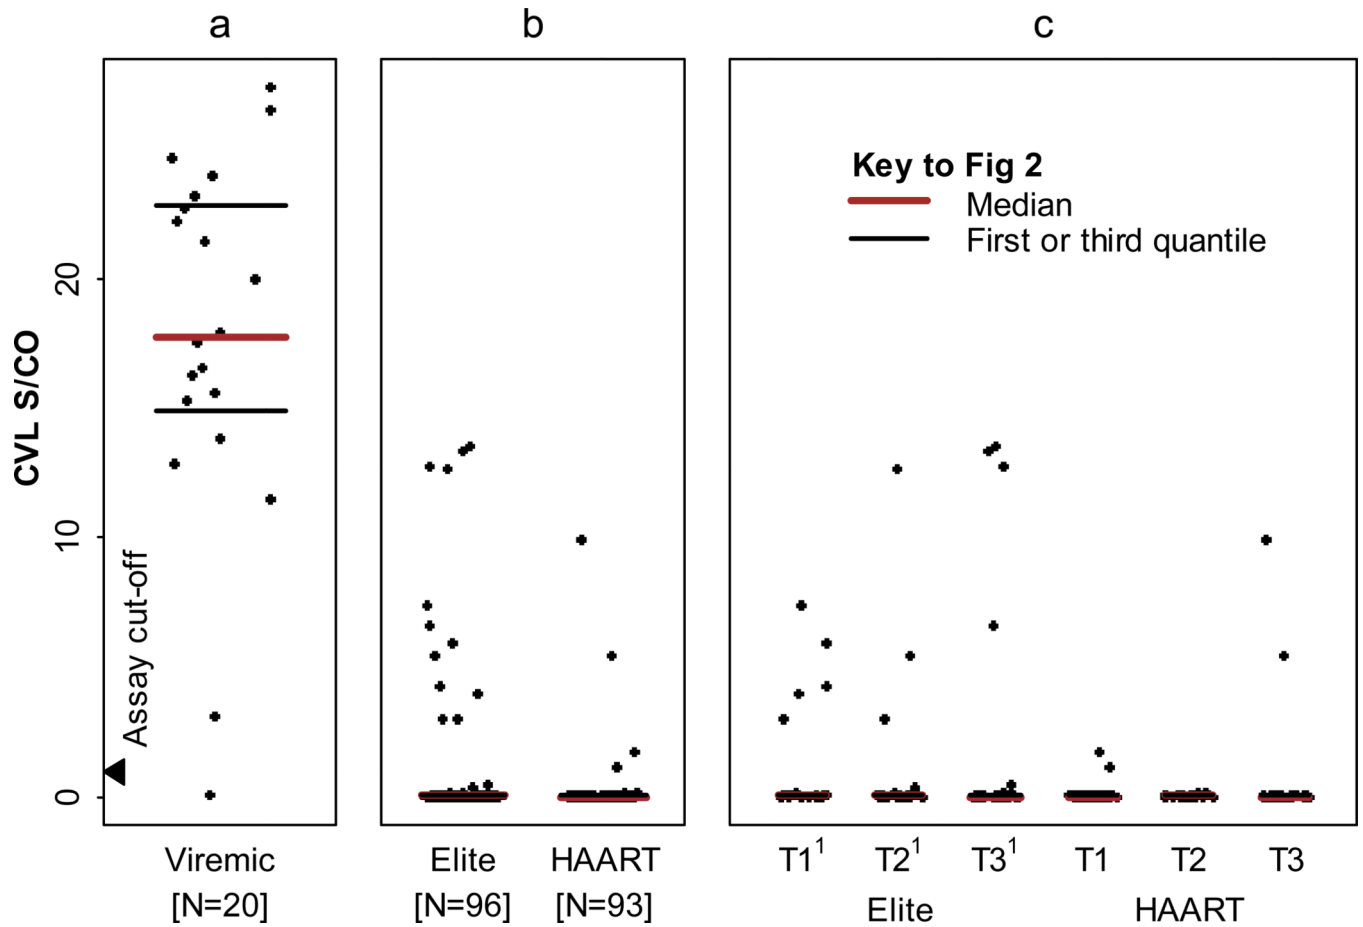 a
b
c
CVL S/CO
20
10
0
Assay cut-off
Key to Fig 2
Median
First or third quantile
Viremic
[N=20]
Elite
[N=96]
HAART
[N=93]
T1¹
T2¹
T3¹
T1
T2
T3
Elite
HAART